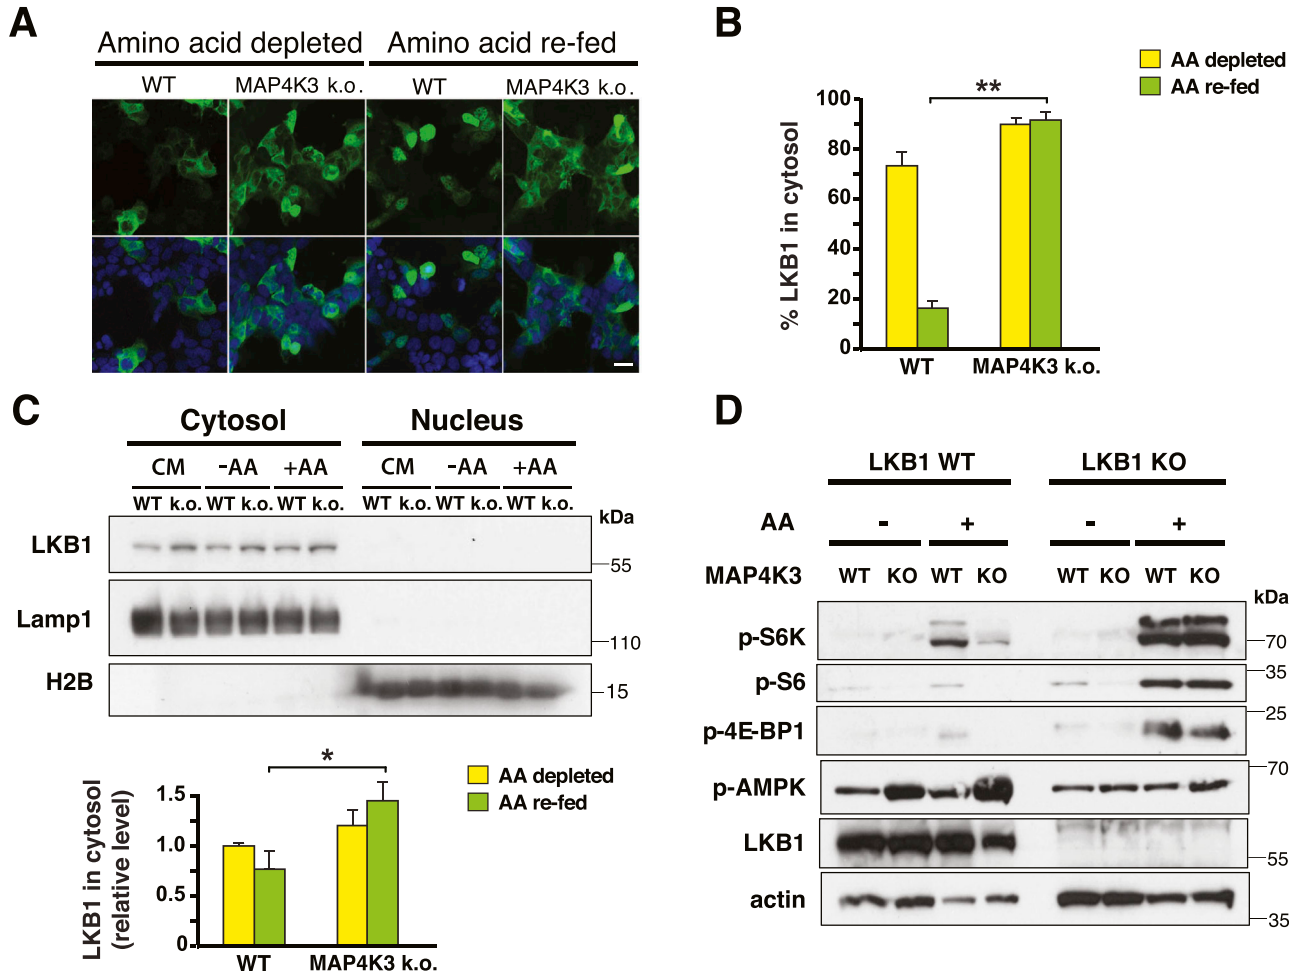 A
Amino acid depleted
Amino acid re-fed
WT
MAP4K3 k.o.
WT
MAP4K3 k.o.
B
AA depleted
AA re-fed
**
100
80
60
40
20
0
% LKB1 in cytosol
WT
MAP4K3 k.o.
C
Cytosol
Nucleus
CM
-AA
+AA
CM
-AA
+AA
WT k.o. WT k.o. WT k.o.
WT k.o. WT k.o. WT k.o.
kDa
LKB1
55
Lamp1
110
H2B
15
*
AA depleted
AA re-fed
1.5
1.0
0.5
0
LKB1 in cytosol
(relative level)
WT
MAP4K3 k.o.
D
LKB1 WT
LKB1 KO
AA
-
+
-
+
MAP4K3
WT KO WT KO
WT KO WT KO
kDa
p-S6K
70
p-S6
35
p-4E-BP1
25
p-AMPK
70
LKB1
55
actin
35